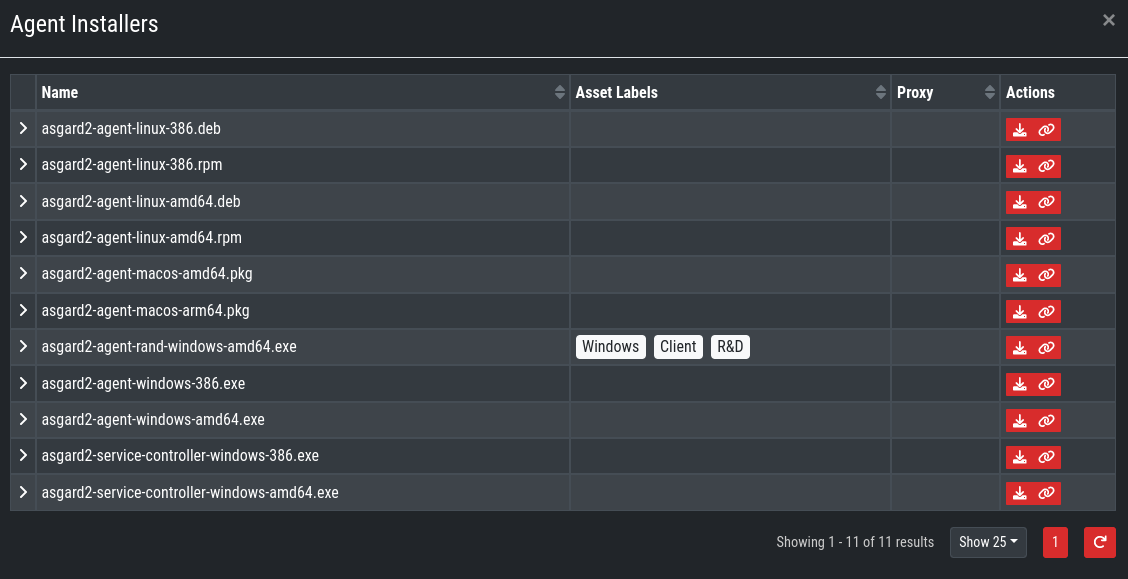 Agent Installers
Name Asset Labels Proxy Actions
asgard2-agent-linux-386.deb
asgard2-agent-linux-386.rpm
asgard2-agent-linux-amd64.deb
asgard2-agent-linux-amd64.rpm
asgard2-agent-macos-amd64.pkg
asgard2-agent-macos-arm64.pkg
asgard2-agent-rand-windows-amd64.exe Windows Client R&D
asgard2-agent-windows-386.exe
asgard2-agent-windows-amd64.exe
asgard2-service-controller-windows-386.exe
asgard2-service-controller-windows-amd64.exe
Showing 1 - 11 of 11 results Show 25 1